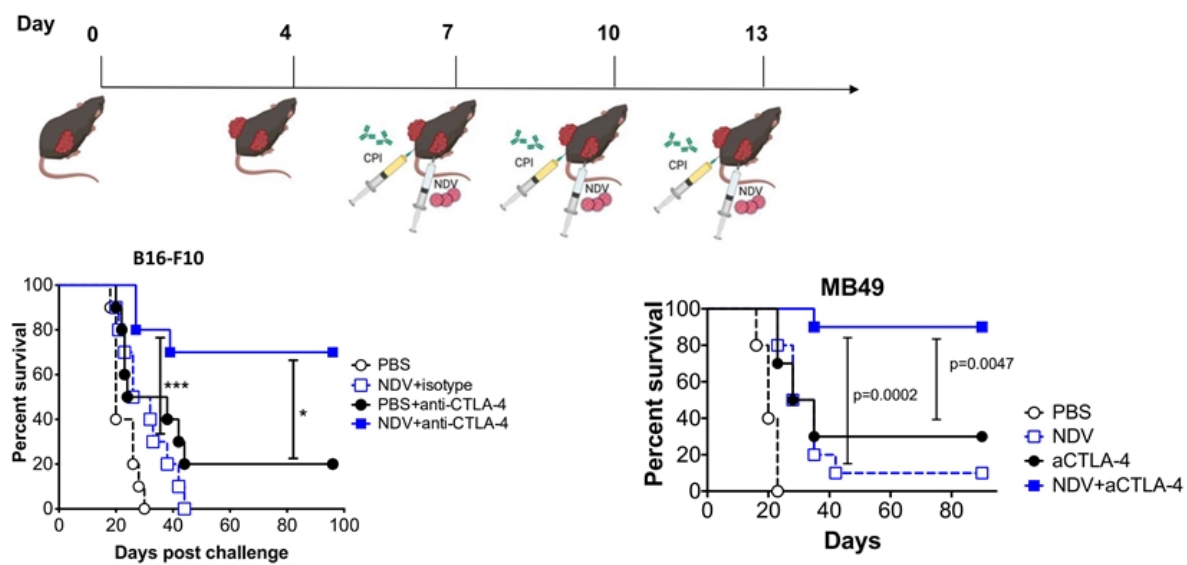 Day 0 4 7 10 13
CPI
NDV
CPI
NDV
CPI
NDV
B16-F10
Percent survival
100
80
60
40
20
0
0 20 40 60 80 100
Days post challenge
***
*
PBS
NDV+isotype
PBS+anti-CTLA-4
NDV+anti-CTLA-4
MB49
Percent survival
100
80
60
40
20
0
0 20 40 60 80
Days
p=0.0002
p=0.0047
PBS
NDV
aCTLA-4
NDV+aCTLA-4